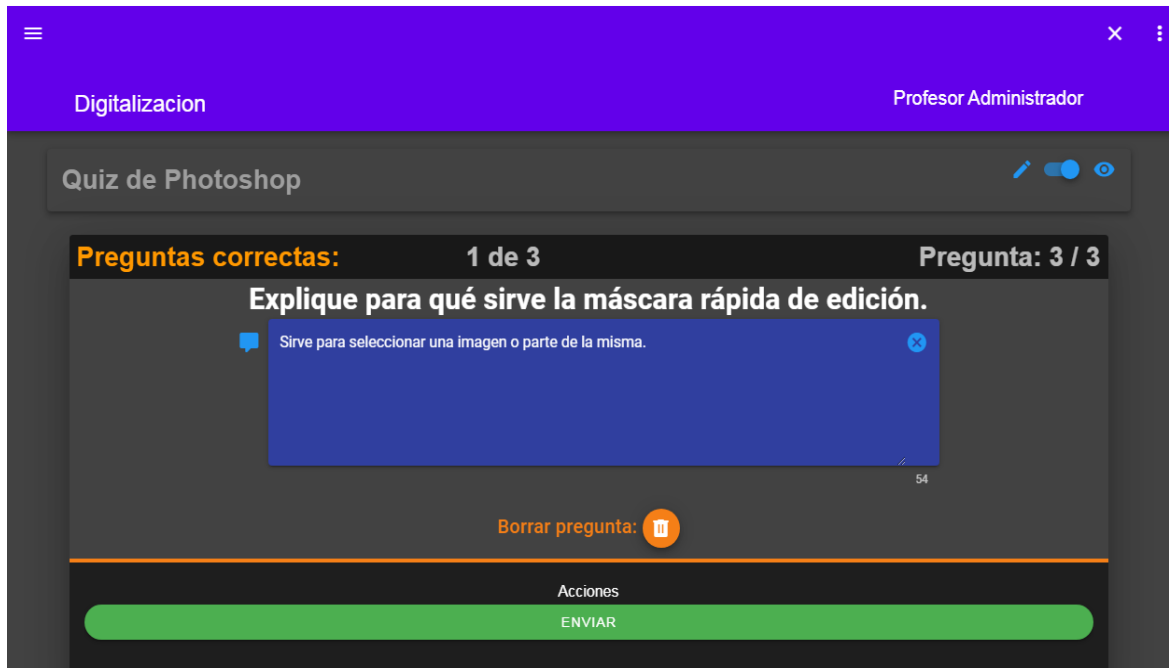 Digitalizacion
Profesor Administrador
Quiz de Photoshop
Preguntas correctas:
1 de 3
Pregunta: 3 / 3
Explique para qué sirve la máscara rápida de edición.
Sirve para seleccionar una imagen o parte de la misma.
54
Borrar pregunta:
Acciones
ENVIAR